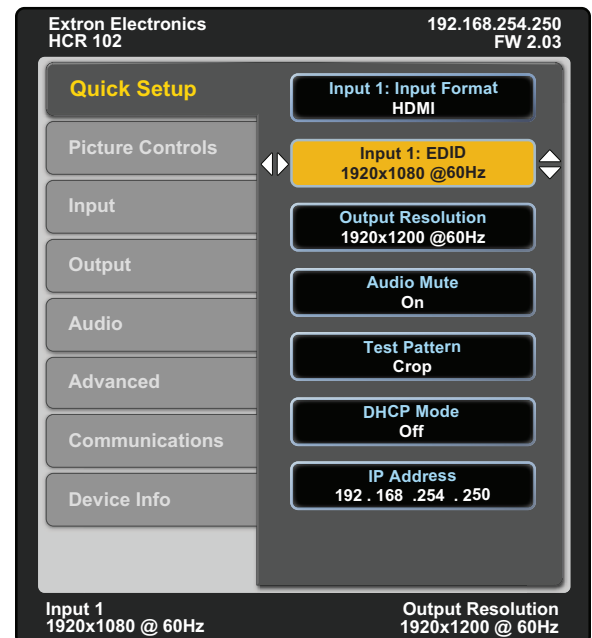 Extron Electronics
HCR 102
192.168.254.250
FW 2.03
Quick Setup
Picture Controls
Input
Output
Audio
Advanced
Communications
Device Info
Input 1: Input Format
HDMI
Input 1: EDID
1920x1080 @60Hz
Output Resolution
1920x1200 @60Hz
Audio Mute
On
Test Pattern
Crop
DHCP Mode
Off
IP Address
192 . 168 .254 . 250
Input 1
1920x1080 @ 60Hz
Output Resolution
1920x1200 @ 60Hz